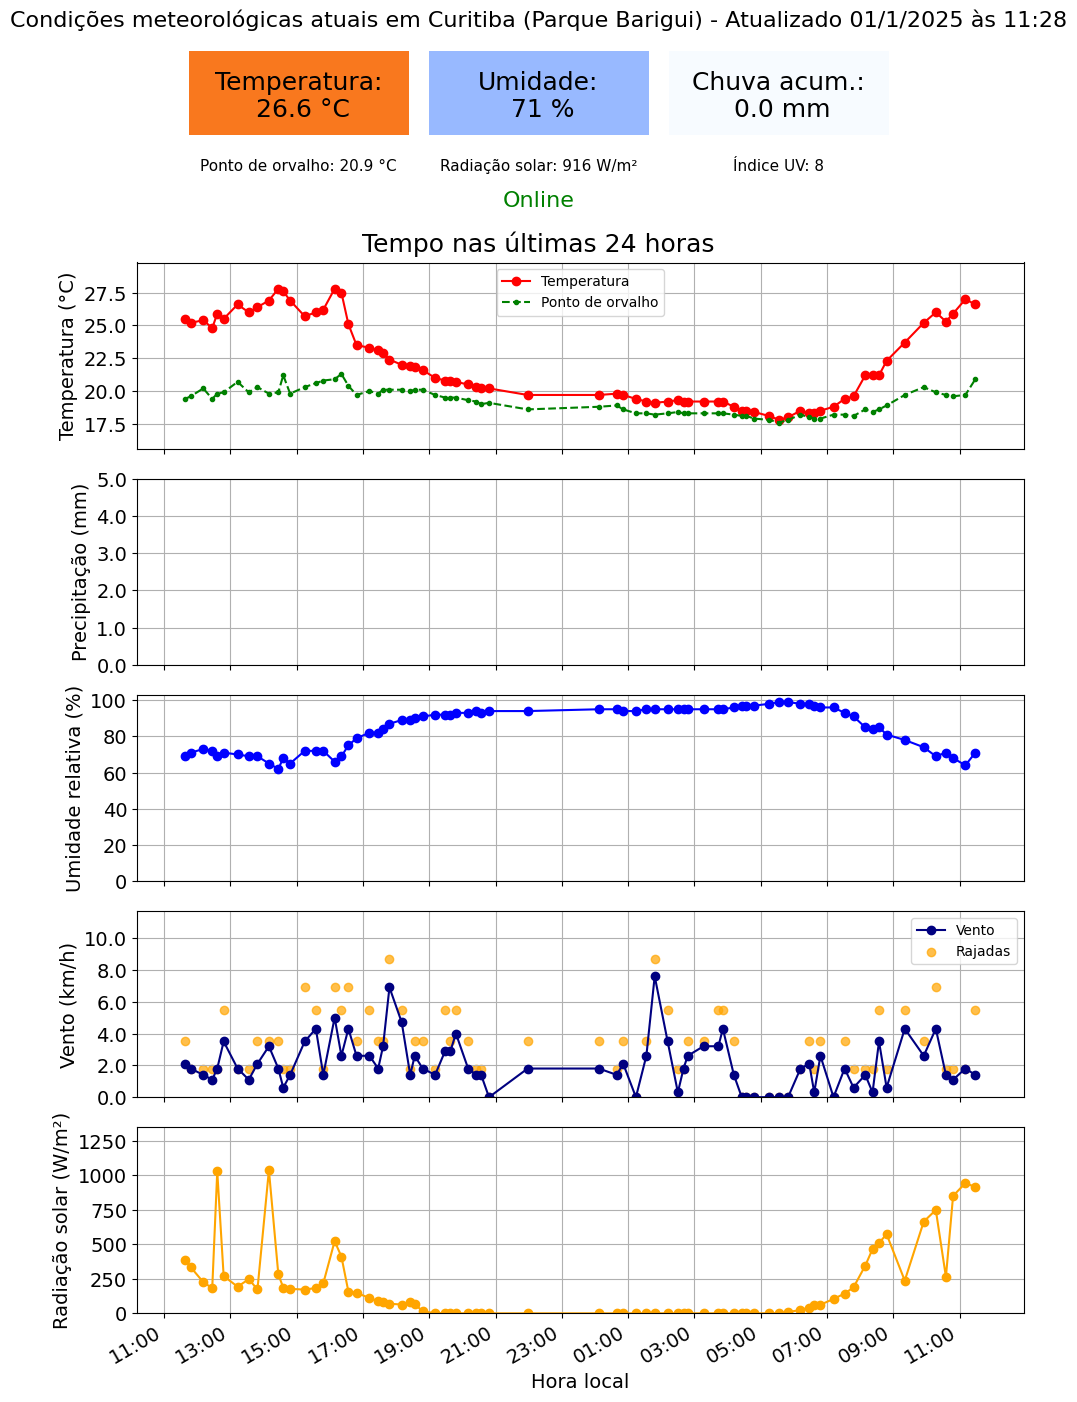 Condições meteorológicas atuais em Curitiba (Parque Barigui) - Atualizado 01/1/2025 às 11:28
Temperatura:
26.6 °C
Umidade:
71 %
Chuva acum.:
0.0 mm
Ponto de orvalho: 20.9 °C
Radiação solar: 916 W/m²
Índice UV: 8
Online
Tempo nas últimas 24 horas
Temperatura (°C)
27.5
25.0
22.5
20.0
17.5
Temperatura
Ponto de orvalho
Precipitação (mm)
5.0
4.0
3.0
2.0
1.0
0.0
Umidade relativa (%)
100
80
60
40
20
0
Vento (km/h)
10.0
8.0
6.0
4.0
2.0
0.0
Vento
Rajadas
Radiação solar (W/m²)
1250
1000
750
500
250
0
11:00
13:00
15:00
17:00
19:00
21:00
23:00
01:00
03:00
05:00
07:00
09:00
11:00
Hora local